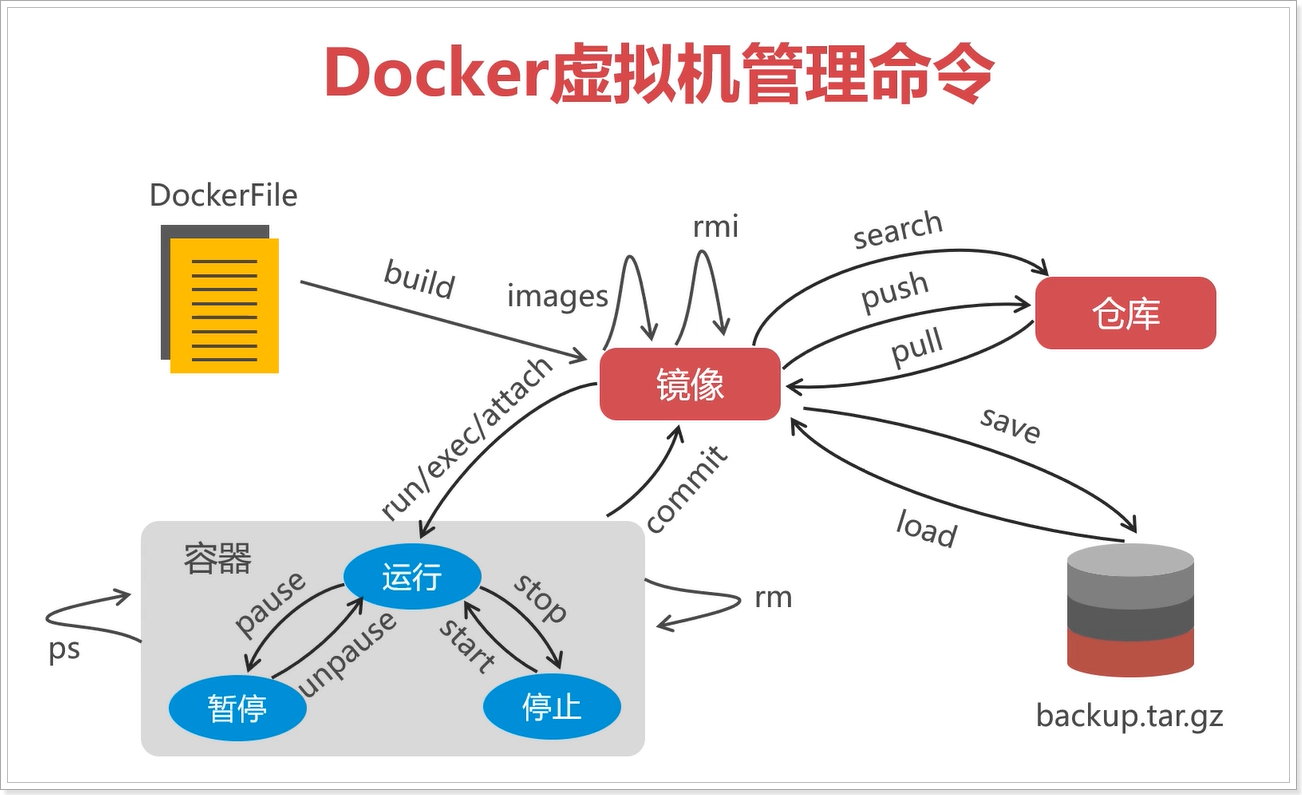 Docker虚拟机管理命令
DockerFile
build
images
rmi
search
push
pull
仓库
镜像
run/exec/attach
commit
save
load
容器
运行
pause
unpause
stop
start
暂停
停止
ps
rm
backup.tar.gz